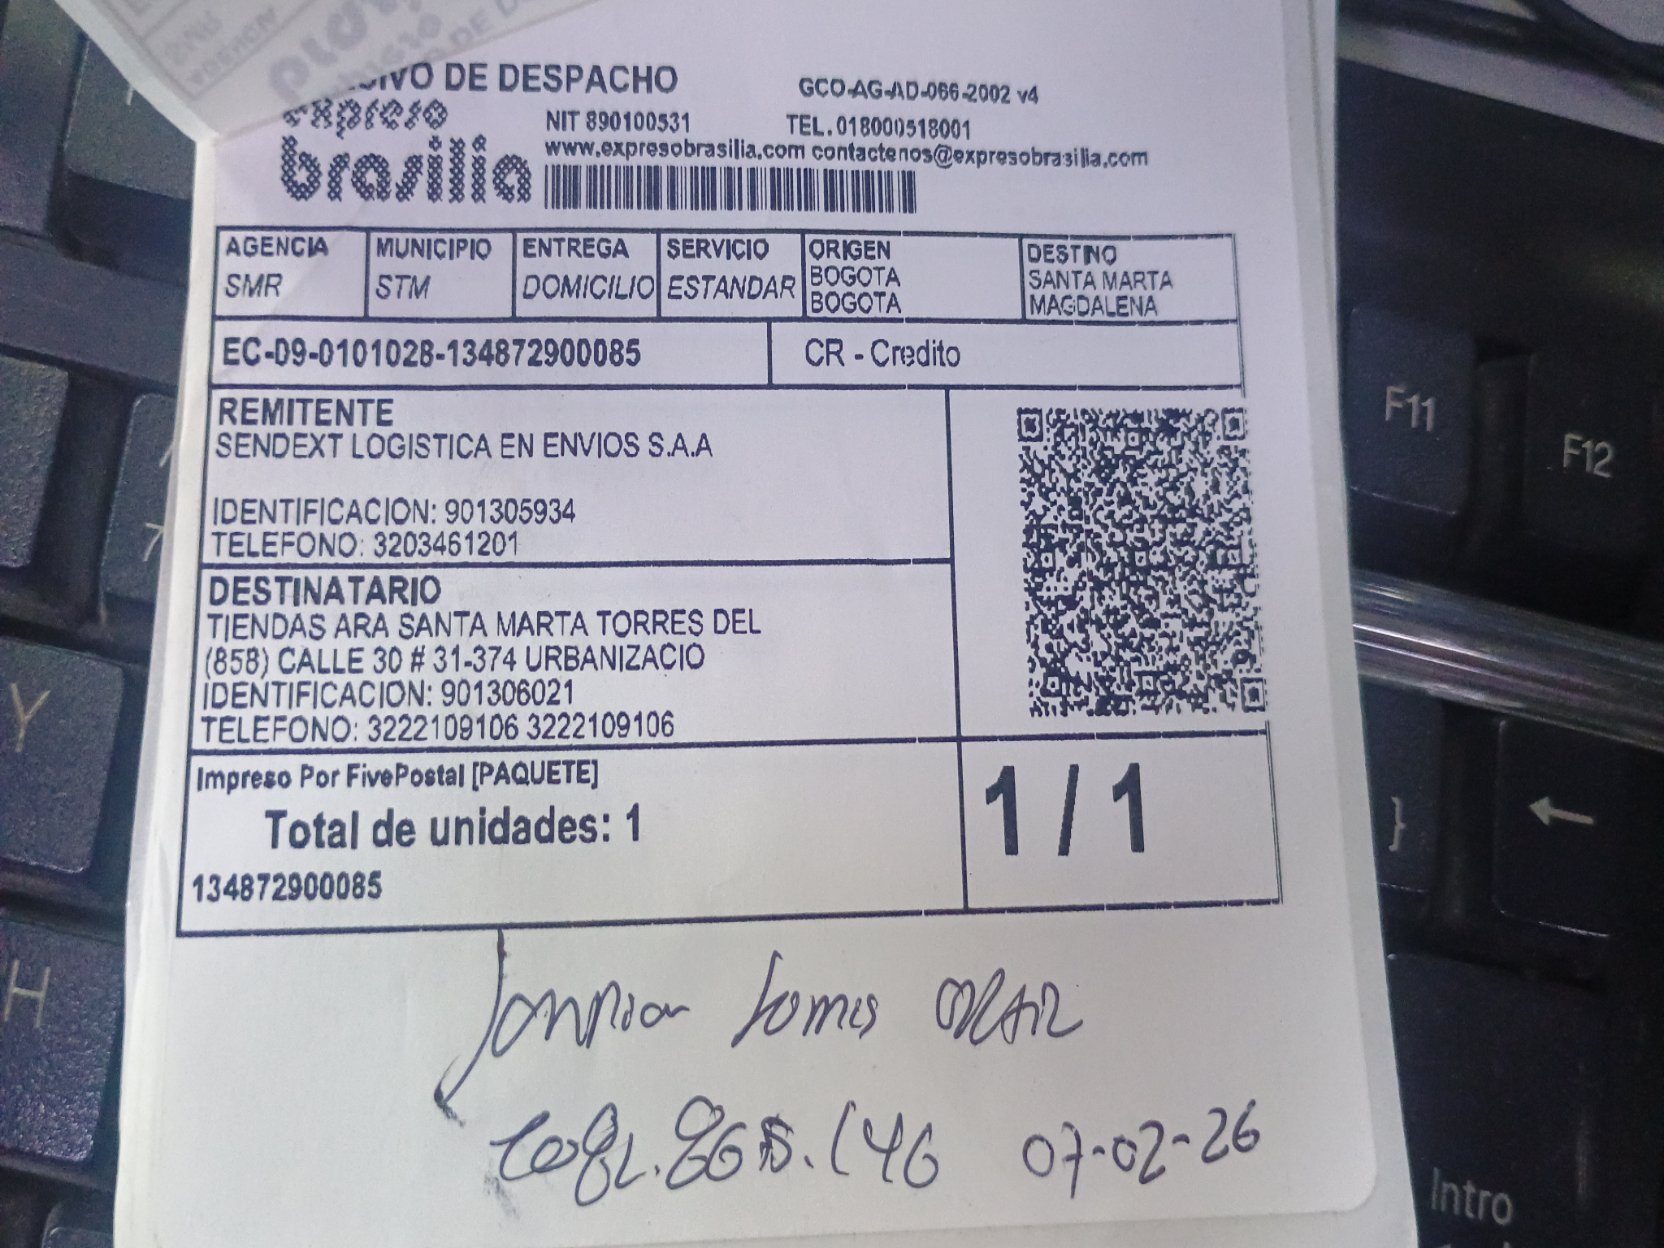 DE DESPACHO
GCO-AG-AD-066-2002 v4
expreso
brasilia
NIT 890100531
TEL. 018000518001
www.expresobrasilia.com contactenos@expresobrasilia.com
AGENCIA MUNICIPIO ENTREGA SERVICIO ORIGEN DESTINO
SMR STM DOMICILIO ESTANDAR BOGOTA SANTA MARTA
BOGOTA MAGDALENA
EC-09-0101028-134872900085
CR - Credito
REMITENTE
SENDEXT LOGISTICA EN ENVIOS S.A.A
IDENTIFICACION: 901305934
TELEFONO: 3203461201
DESTINATARIO
TIENDAS ARA SANTA MARTA TORRES DEL
(858) CALLE 30 # 31-374 URBANIZACIO
IDENTIFICACION: 901306021
TELEFONO: 3222109106 3222109106
Impreso Por FivePostal [PAQUETE]
Total de unidades: 1
1 / 1
134872900085
07-02-26
F11
F12
Y
H
7
}
←
Intro